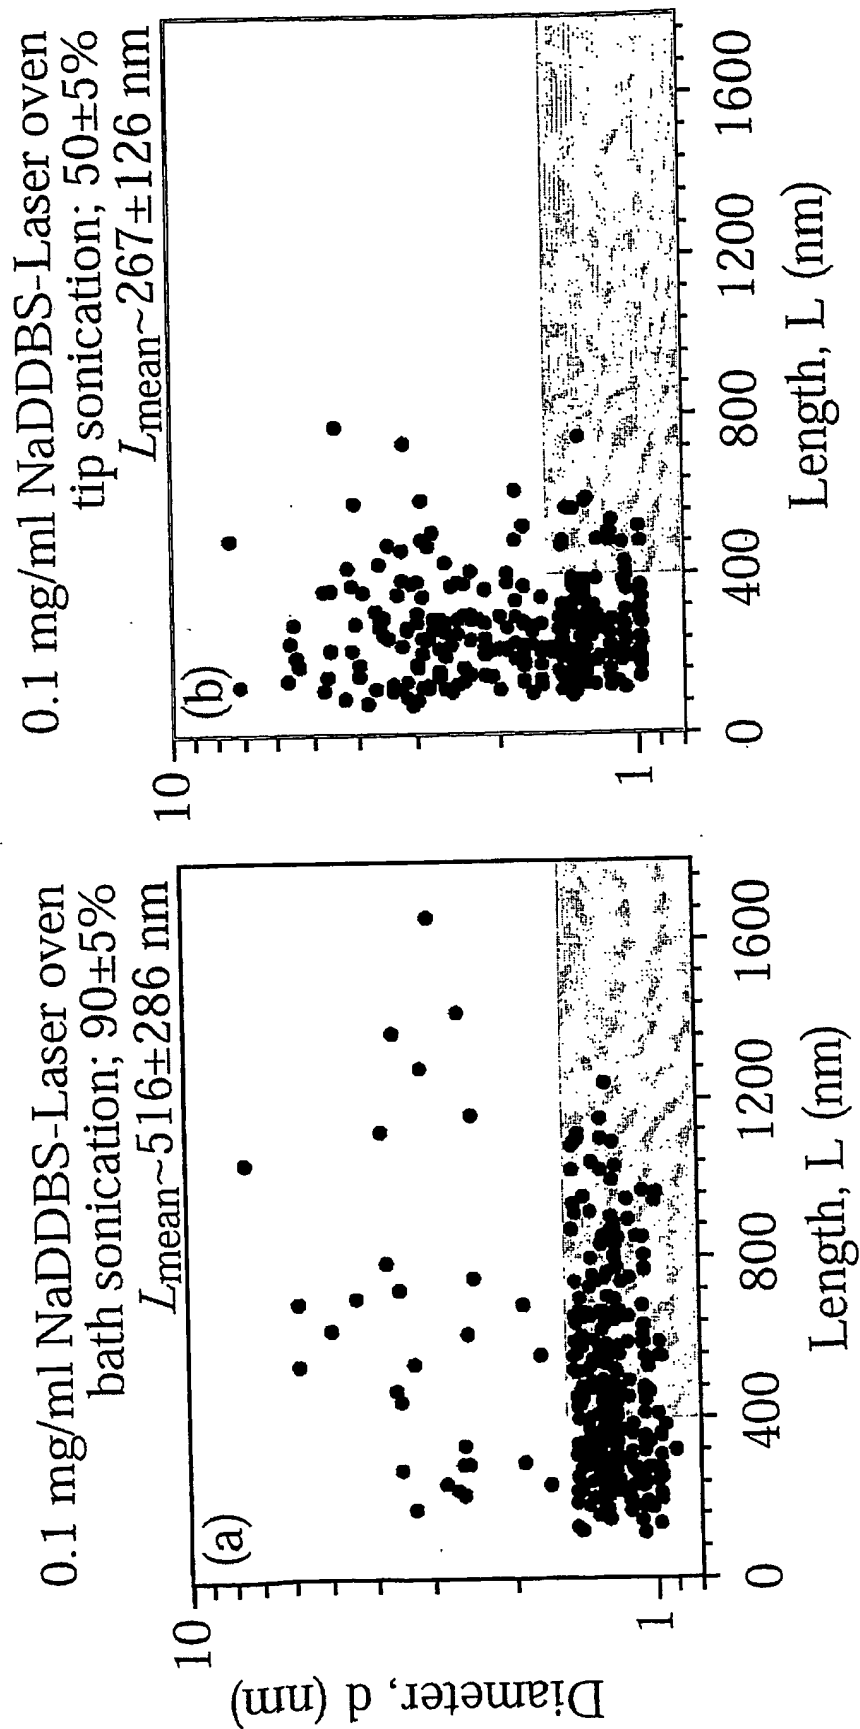 0.1 mg/ml NaDDBS-Laser oven
bath sonication; 90±5%
Lmean~516±286 nm
(a)
10
1
Diameter, d (nm)
0
400
800
1200
1600
Length, L (nm)
0.1 mg/ml NaDDBS-Laser oven
tip sonication; 50±5%
Lmean~267±126 nm
(b)
10
1
0
400
800
1200
1600
Length, L (nm)